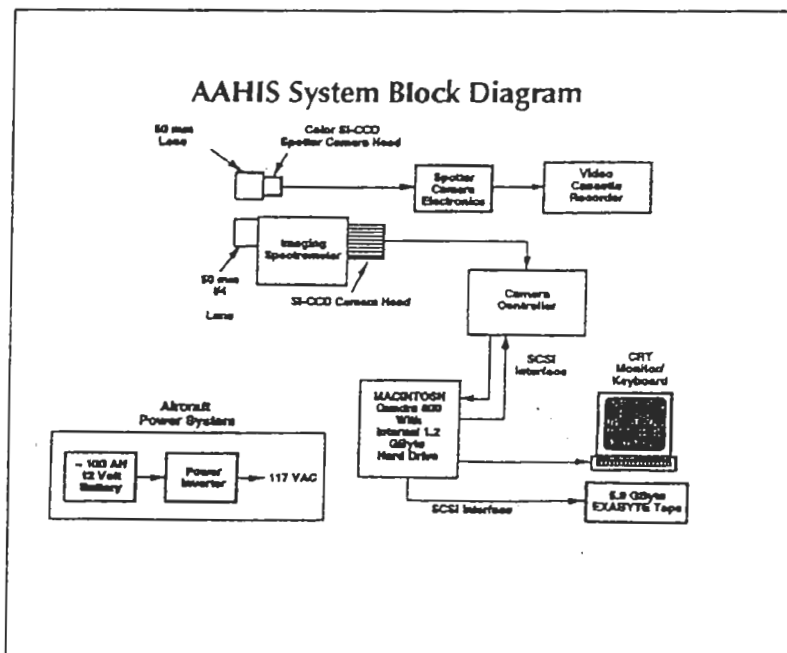 AAHIS System Block Diagram
50 mm
Lens
Color SI-CCD
Spotter Camera Head
Spotter
Camera
Electronics
Video
Cassette
Recorder
Imaging
Spectrometer
50 mm
Lens
SI-CCD Camera Head
Camera
Controller
SCSI
Interface
CRT
Monitor/
Keyboard
MACINTOSH
Quadra 800
With
Internal 1.2
GByte
Hard Drive
Aircraft
Power System
~ 100 AH
12 Volt
Battery
Power
Inverter
117 VAC
SCSI Interface
GByte
EXABYTE Tape